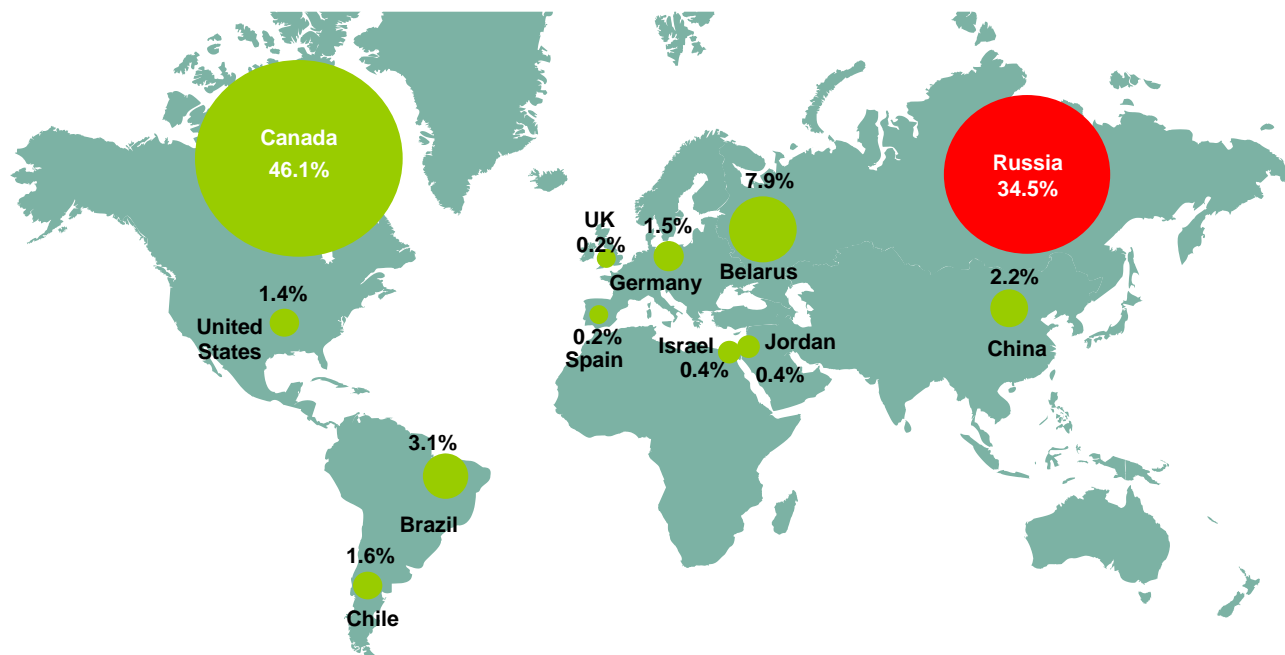 Canada
46.1%
Russia
34.5%
7.9%
Belarus
UK
0.2%
1.5%
Germany
1.4%
United
States
2.2%
China
0.2%
Spain
Israel
0.4%
Jordan
0.4%
3.1%
Brazil
1.6%
Chile